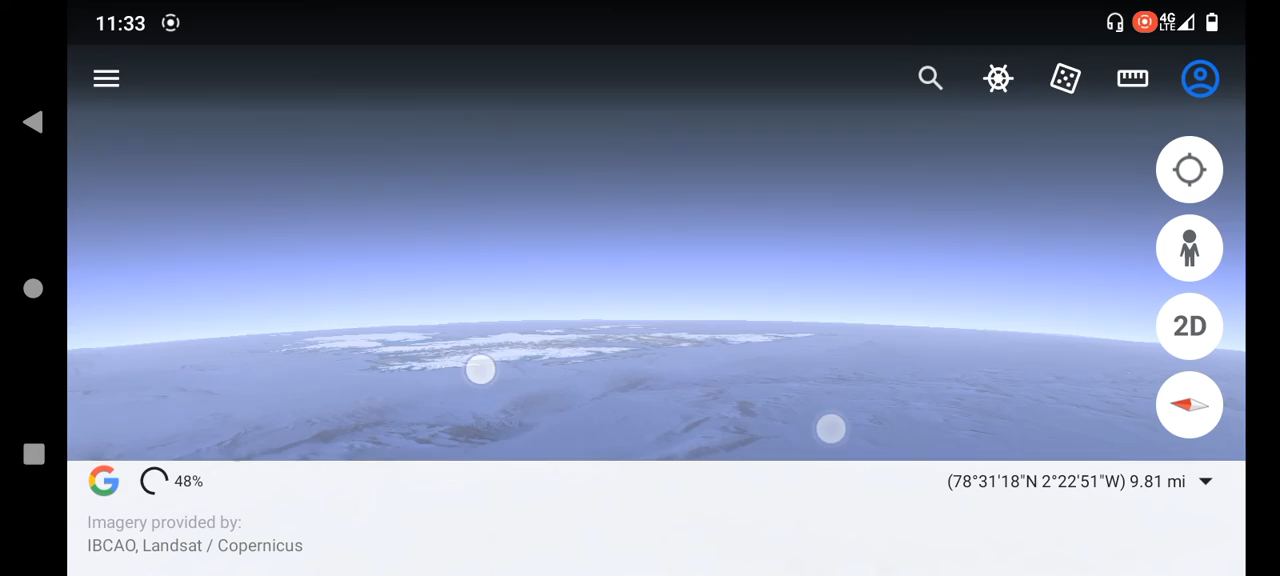 11:33
4G
LTE
2D
48%
(78°31'18"N 2°22'51"W) 9.81 mi
Imagery provided by:
IBCAO, Landsat / Copernicus